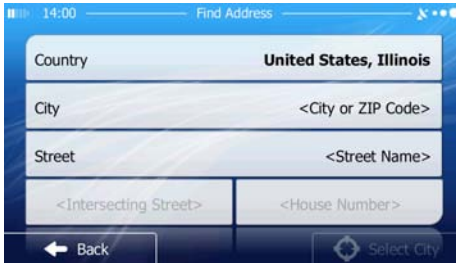 14:00 Find Address
Country United States, Illinois
City <City or ZIP Code>
Street <Street Name>
<Intersecting Street> <House Number>
Back Select City